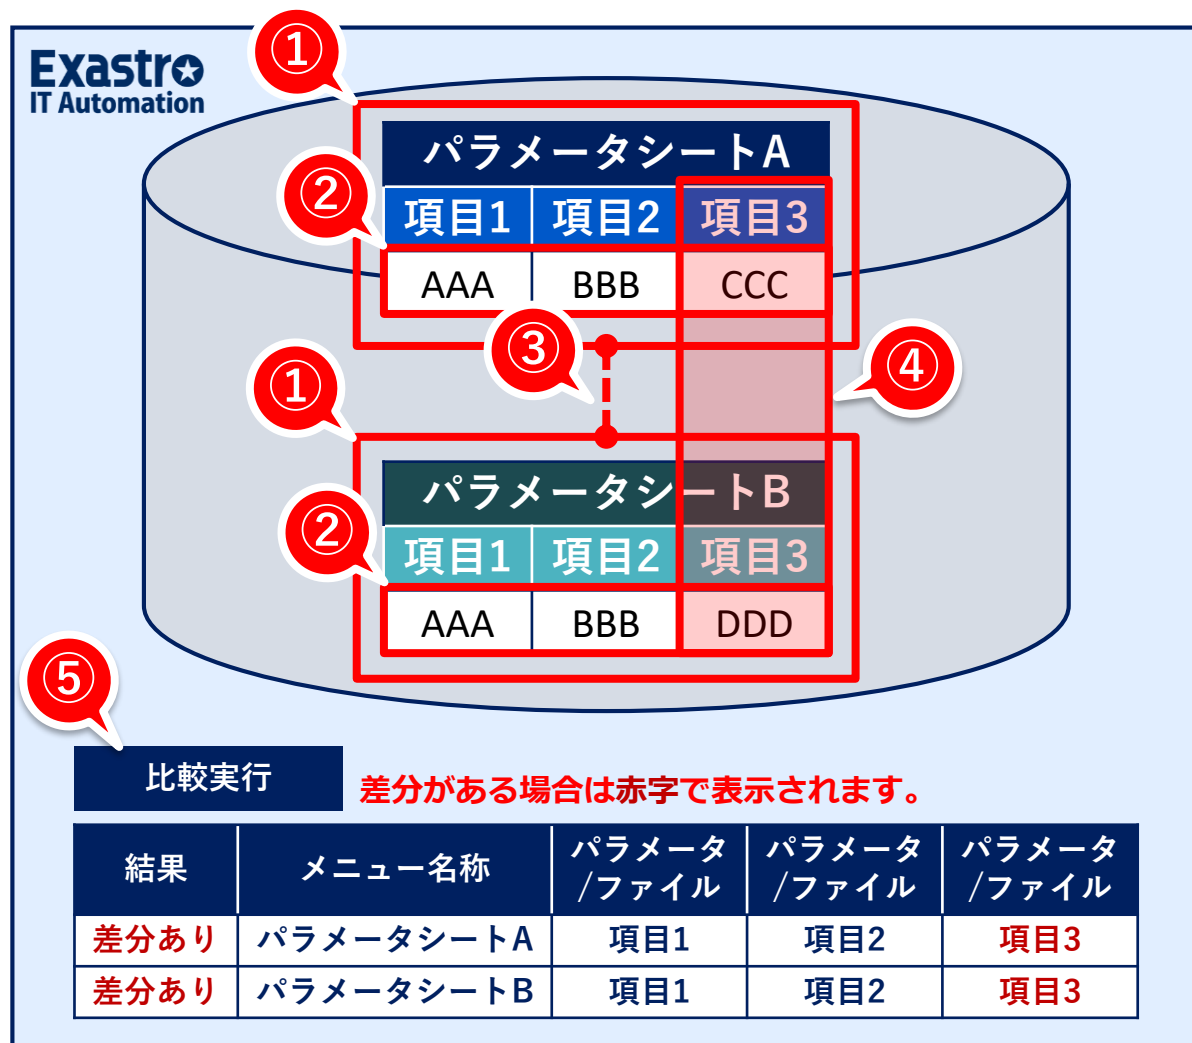 Exastro
IT Automation
①
パラメータシートA
②
項目1 項目2 項目3
AAA BBB CCC
③
④
①
パラメータシートB
②
項目1 項目2 項目3
AAA BBB DDD
⑤
比較実行
差分がある場合は赤字で表示されます。
結果 メニュー名称 パラメータ/ファイル パラメータ/ファイル パラメータ/ファイル
差分あり パラメータシートA 項目1 項目2 項目3
差分あり パラメータシートB 項目1 項目2 項目3